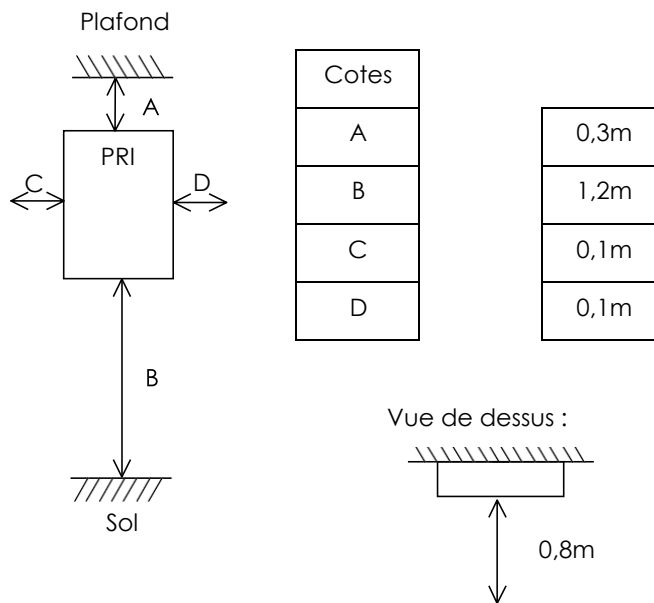 Plafond
A
PRI
C
D
B
Sol
Cotes
A
0,3m
B
1,2m
C
0,1m
D
0,1m
Vue de dessus :
0,8m